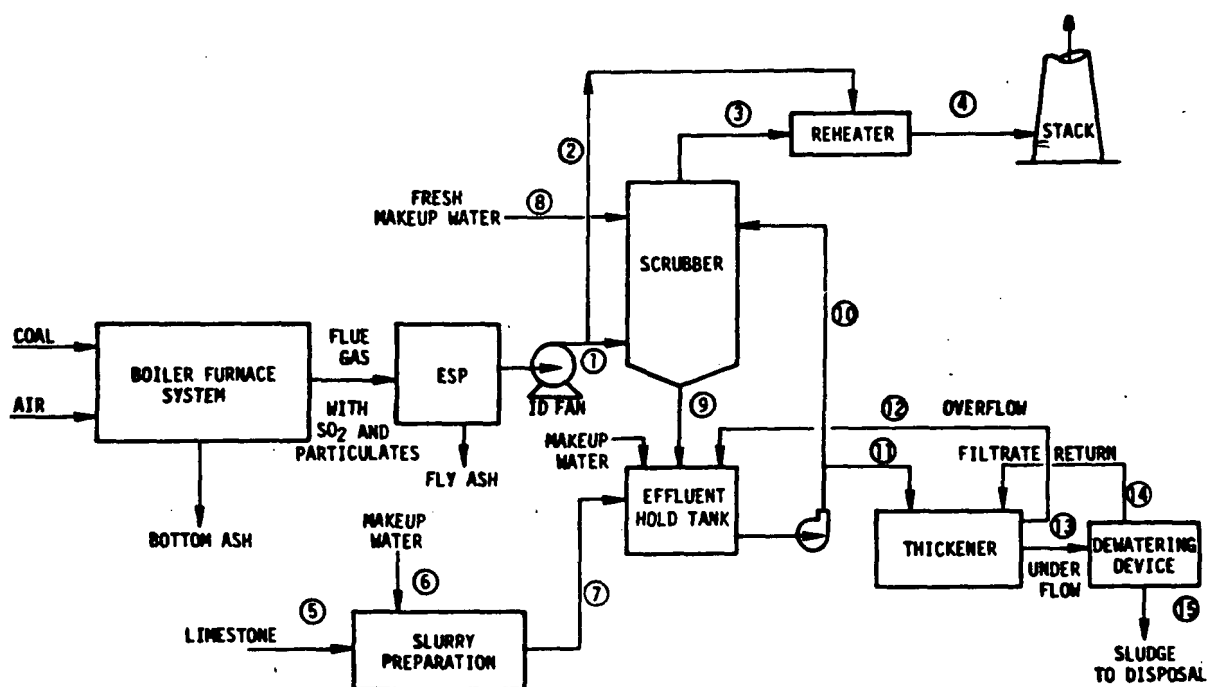 ④
③
REHEATER
STACK
②
FRESH
MAKEUP WATER
⑧
SCRUBBER
⑩
COAL
FLUE
GAS
①
BOILER FURNACE
SYSTEM
ESP
ID FAN
AIR
WITH
SO2 AND
PARTICULATES
⑨
⑫
OVERFLOW
MAKEUP
WATER
⑪
FILTRATE RETURN
FLY ASH
EFFLUENT
HOLD TANK
⑭
MAKEUP
WATER
BOTTOM ASH
THICKENER
⑬
DEWATERING
DEVICE
UNDER
FLOW
⑥
⑦
⑤
⑮
LIMESTONE
SLURRY
PREPARATION
SLUDGE
TO DISPOSAL